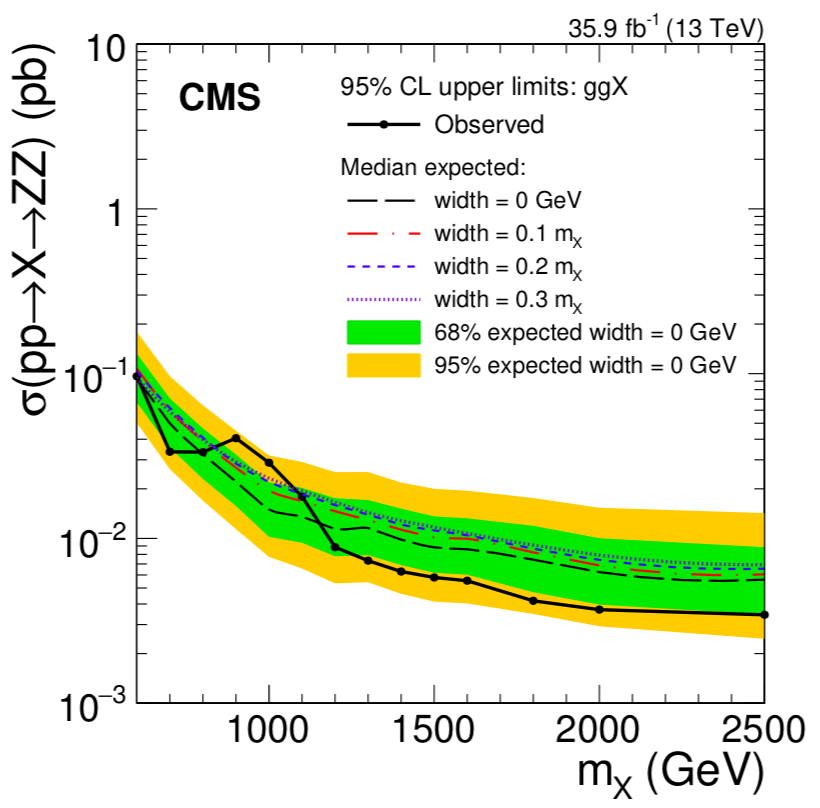 35.9 fb⁻¹ (13 TeV)
σ(pp→X→ZZ) (pb)
10
1
10⁻¹
10⁻²
10⁻³
CMS
95% CL upper limits: ggX
Observed
Median expected:
width = 0 GeV
width = 0.1 mX
width = 0.2 mX
width = 0.3 mX
68% expected width = 0 GeV
95% expected width = 0 GeV
1000 1500 2000 2500
mX (GeV)